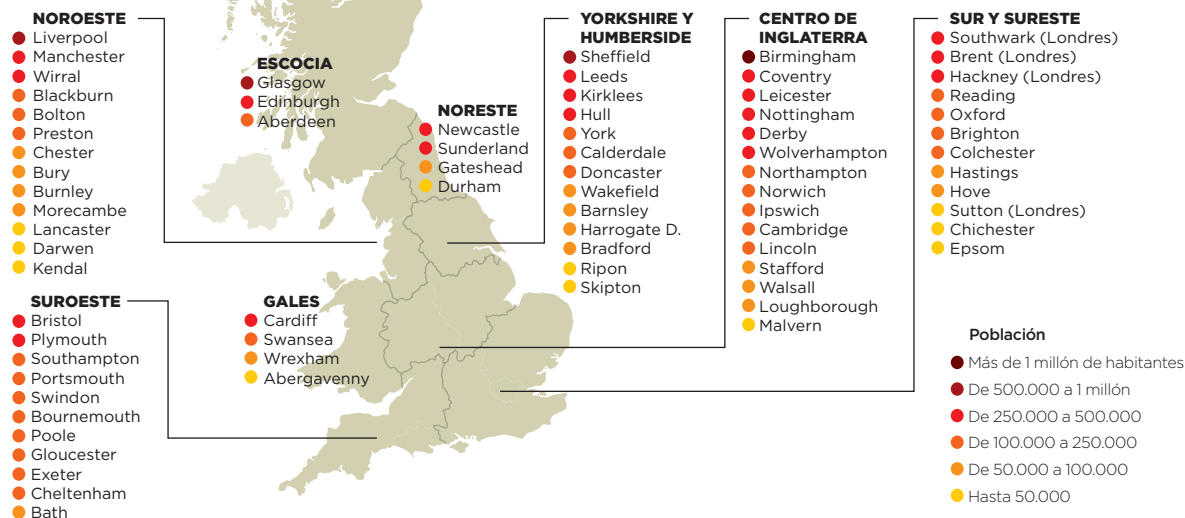 NOROESTE
Liverpool
Manchester
Wirral
Blackburn
Bolton
Preston
Chester
Bury
Burnley
Morecambe
Lancaster
Darwen
Kendal
SUROESTE
Bristol
Plymouth
Southampton
Portsmouth
Swindon
Bournemouth
Poole
Gloucester
Exeter
Cheltenham
Bath
ESCOCIA
Glasgow
Edinburgh
Aberdeen
GALES
Cardiff
Swansea
Wrexham
Abergavenny
NORESTE
Newcastle
Sunderland
Gateshead
Durham
YORKSHIRE Y
HUMBERSIDE
Sheffield
Leeds
Kirklees
Hull
York
Calderdale
Doncaster
Wakefield
Barnsley
Harrogate D.
Bradford
Ripon
Skipton
CENTRO DE
INGLATERRA
Birmingham
Coventry
Leicester
Nottingham
Derby
Wolverhampton
Northampton
Norwich
Ipswich
Cambridge
Lincoln
Stafford
Walsall
Loughborough
Malvern
SUR Y SURESTE
Southwark (Londres)
Brent (Londres)
Hackney (Londres)
Reading
Oxford
Brighton
Colchester
Hastings
Hove
Sutton (Londres)
Chichester
Epsom
Población
Más de 1 millón de habitantes
De 500.000 a 1 millón
De 250.000 a 500.000
De 100.000 a 250.000
De 50.000 a 100.000
Hasta 50.000